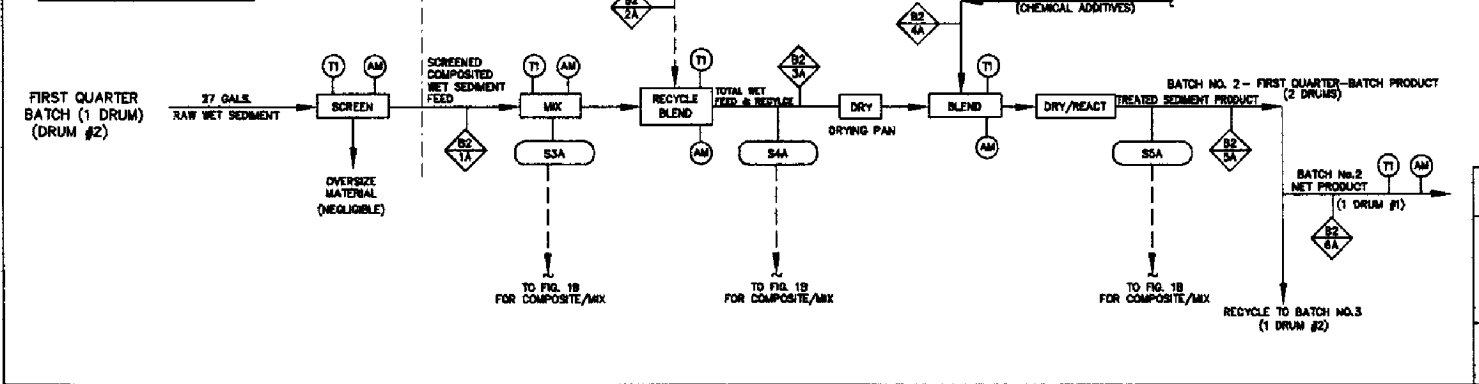 B2
2A
B2
4A
(CHEMICAL ADDITIVES)
FIRST QUARTER
BATCH (1 DRUM)
(DRUM #2)
27 GALS.
RAW WET SEDIMENT
T1
AM
SCREEN
OVERSIZE
MATERIAL
(NEGLIGIBLE)
SCREENED
COMPOSITED
WET SEDIMENT
FEED
B2
1A
T1
AM
MIX
S3A
TO FIG. 1B
FOR COMPOSITE/MIX
T1
RECYCLE
BLEND
AM
TOTAL WET
FEED & REYLCE
B2
3A
S4A
TO FIG. 1B
FOR COMPOSITE/MIX
DRY
DRYING PAN
T1
BLEND
AM
DRY/REACT
BATCH NO. 2 - FIRST QUARTER-BATCH PRODUCT
(2 DRUMS)
TREATED SEDIMENT PRODUCT
S5A
B2
5A
TO FIG. 1B
FOR COMPOSITE/MIX
BATCH No.2
NET PRODUCT
T1
AM
(1 DRUM #1)
B2
6A
RECYCLE TO BATCH NO.3
(1 DRUM #2)